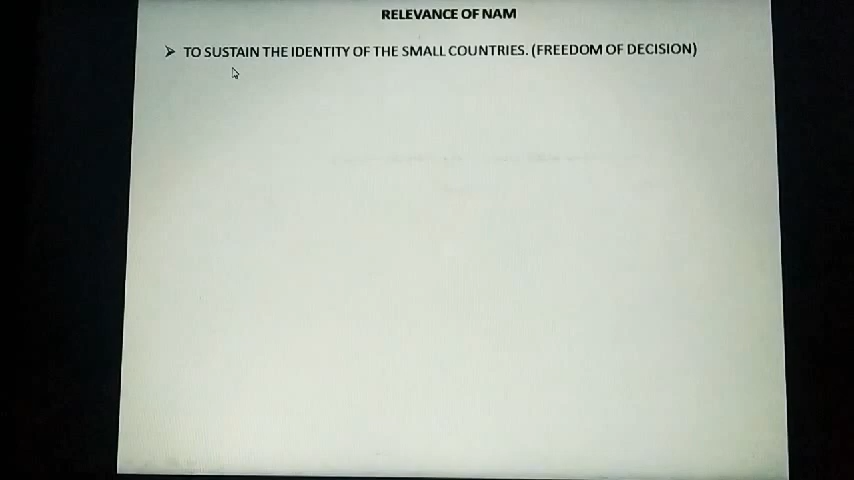 RELEVANCE OF NAM
➢ TO SUSTAIN THE IDENTITY OF THE SMALL COUNTRIES. (FREEDOM OF DECISION)